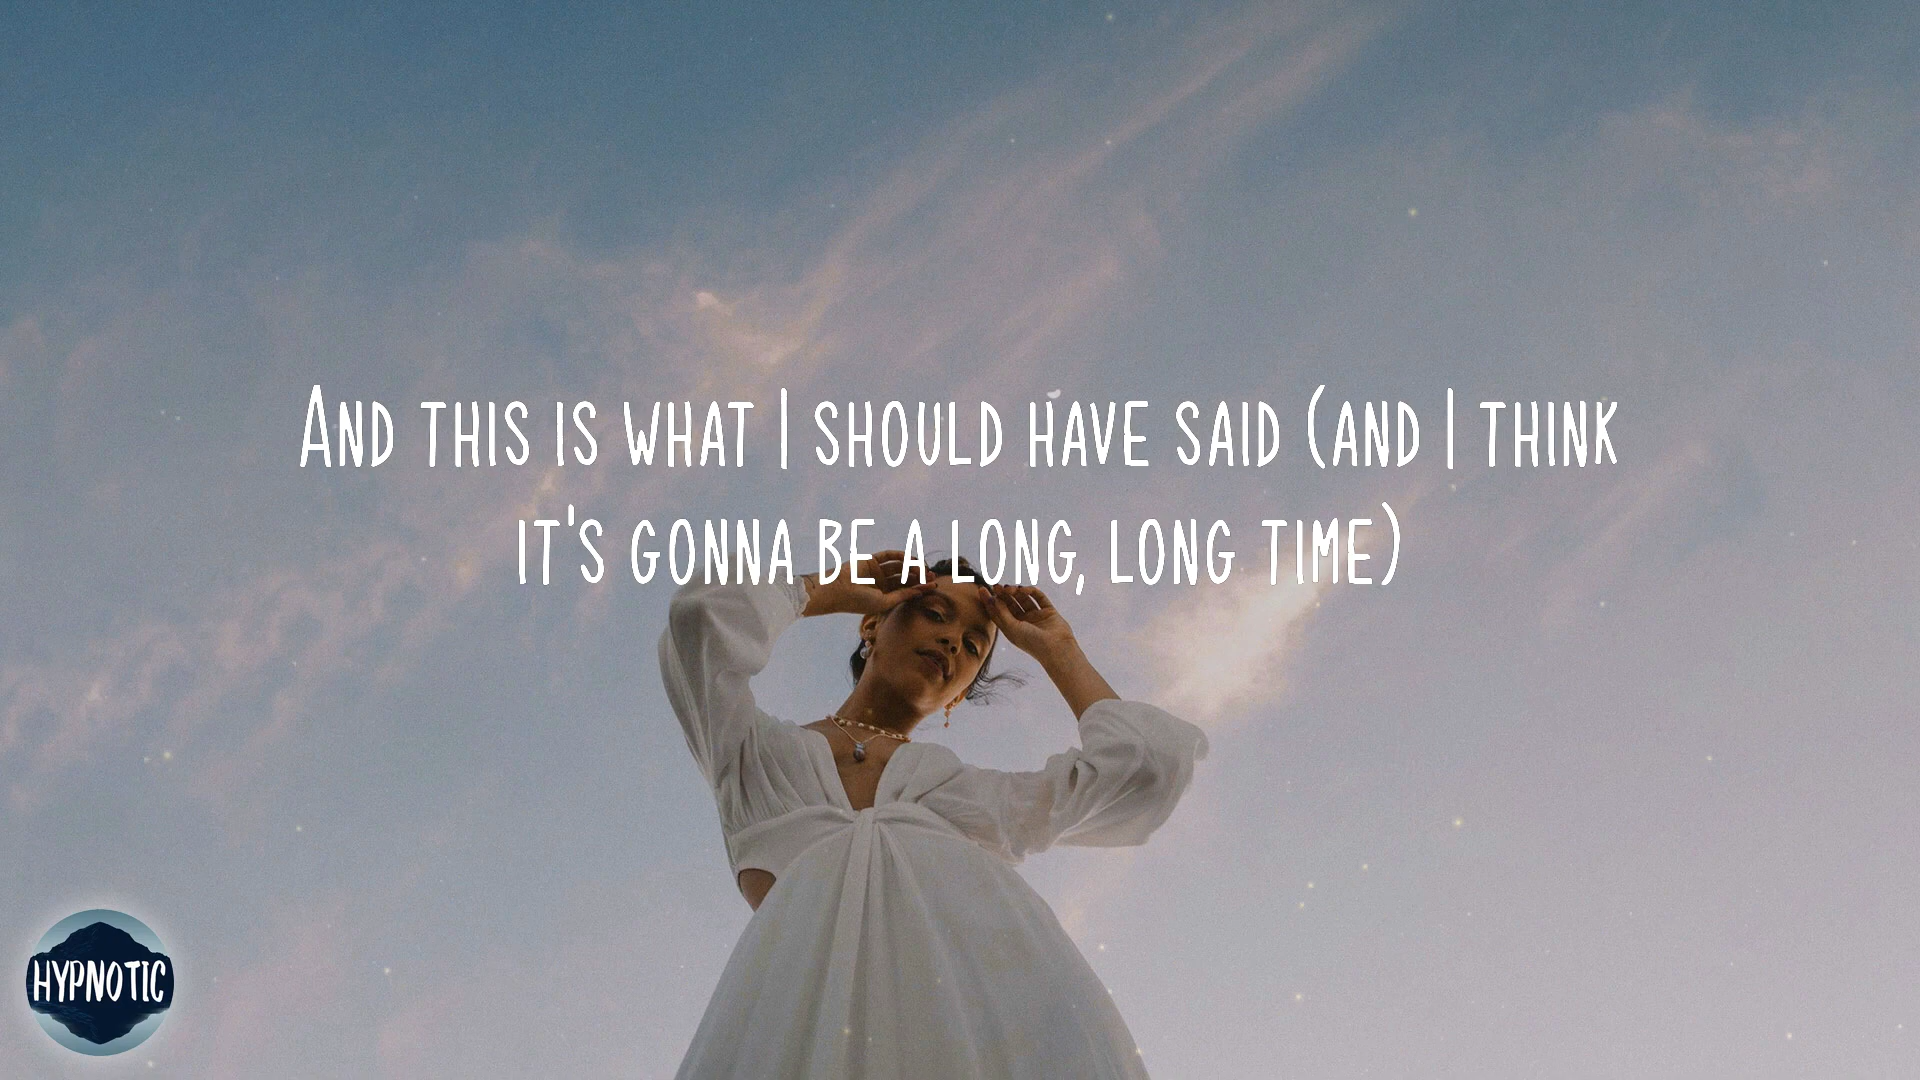 And this is what I should have said (and I think
it's gonna be a long, long time)
HYPNOTIC